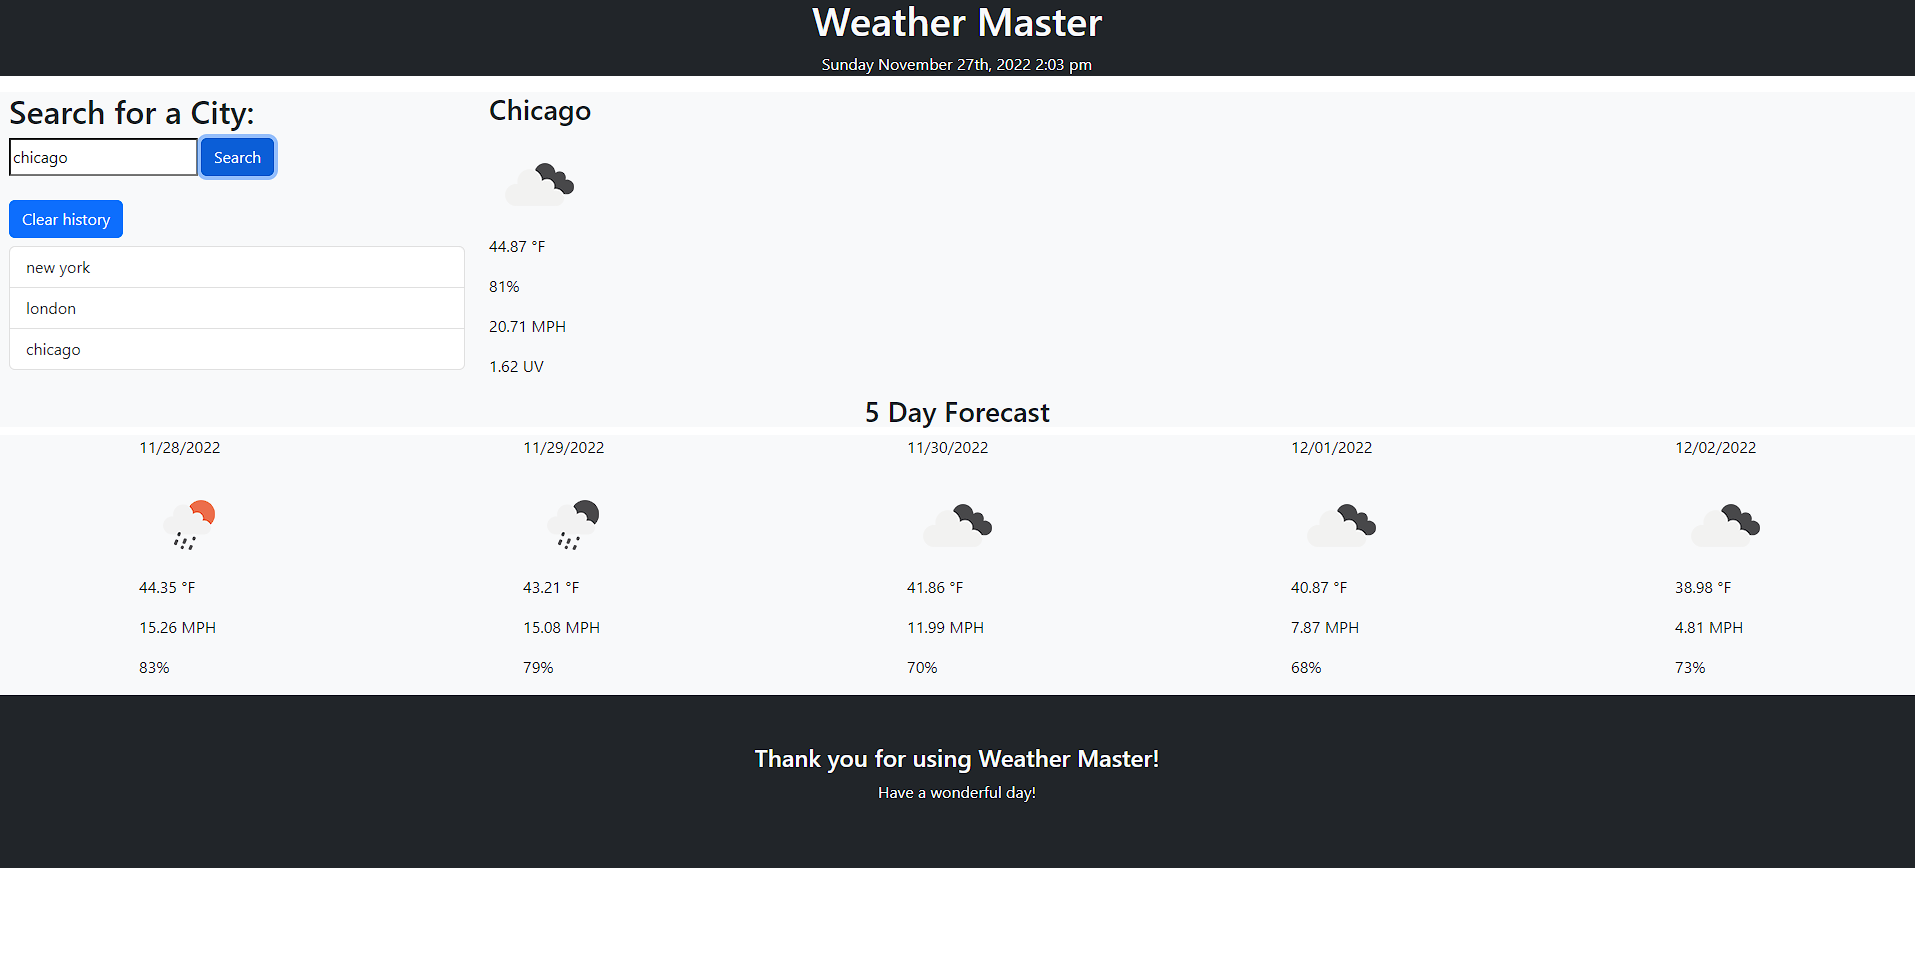 Weather Master
Sunday November 27th, 2022 2:03 pm
Search for a City:
chicago
Search
Clear history
new york
london
chicago
Chicago
44.87 °F
81%
20.71 MPH
1.62 UV
5 Day Forecast
11/28/2022
44.35 °F
15.26 MPH
83%
11/29/2022
43.21 °F
15.08 MPH
79%
11/30/2022
41.86 °F
11.99 MPH
70%
12/01/2022
40.87 °F
7.87 MPH
68%
12/02/2022
38.98 °F
4.81 MPH
73%
Thank you for using Weather Master!
Have a wonderful day!